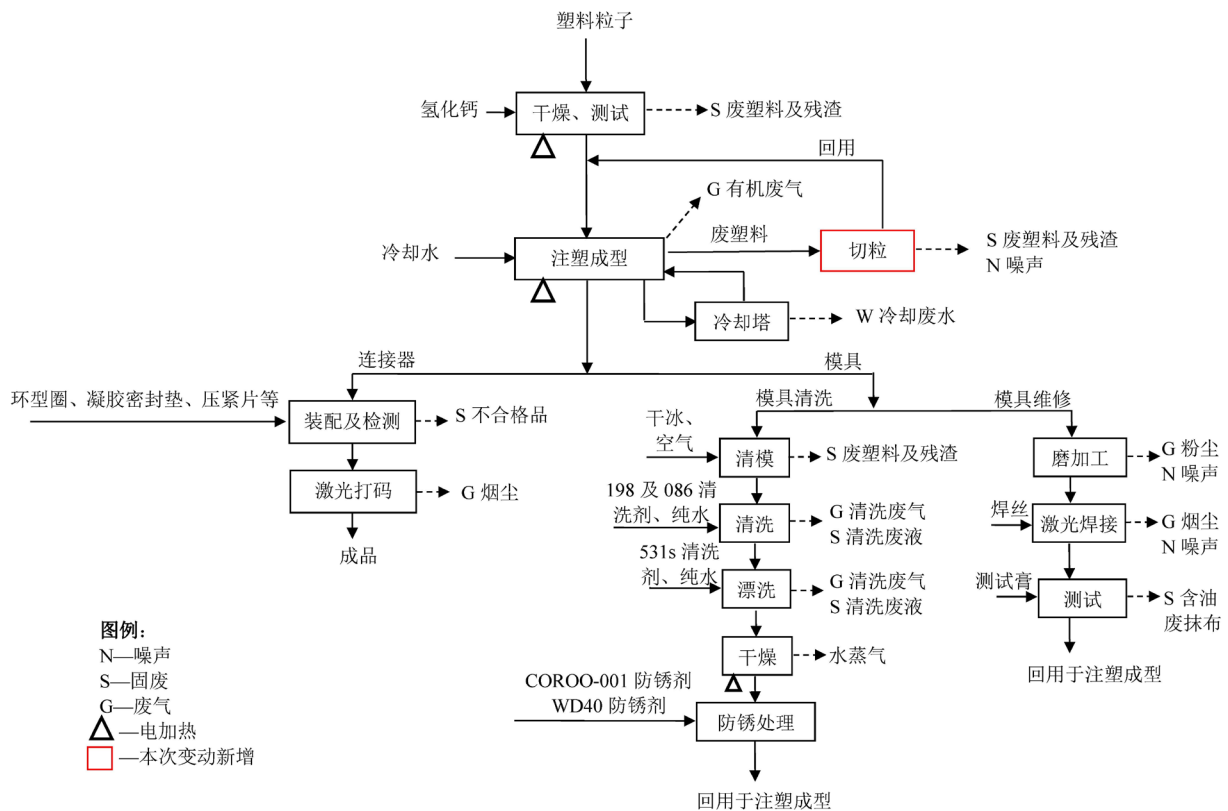 塑料粒子
氢化钙
干燥、测试
S 废塑料及残渣
回用
G 有机废气
冷却水
注塑成型
废塑料
切粒
S 废塑料及残渣
N 噪声
冷却塔
W 冷却废水
连接器
模具
环型圈、凝胶密封垫、压紧片等
装配及检测
S 不合格品
激光打码
G 烟尘
成品
模具清洗
模具维修
干冰、
空气
清模
S 废塑料及残渣
198 及 086 清
洗剂、纯水
清洗
G 清洗废气
S 清洗废液
531s 清洗
剂、纯水
漂洗
G 清洗废气
S 清洗废液
干燥
水蒸气
COROO-001 防锈剂
WD40 防锈剂
防锈处理
回用于注塑成型
磨加工
G 粉尘
N 噪声
焊丝
激光焊接
G 烟尘
N 噪声
测试膏
测试
S 含油
废抹布
回用于注塑成型
图例:
N—噪声
S—固废
G—废气
—电加热
—本次变动新增